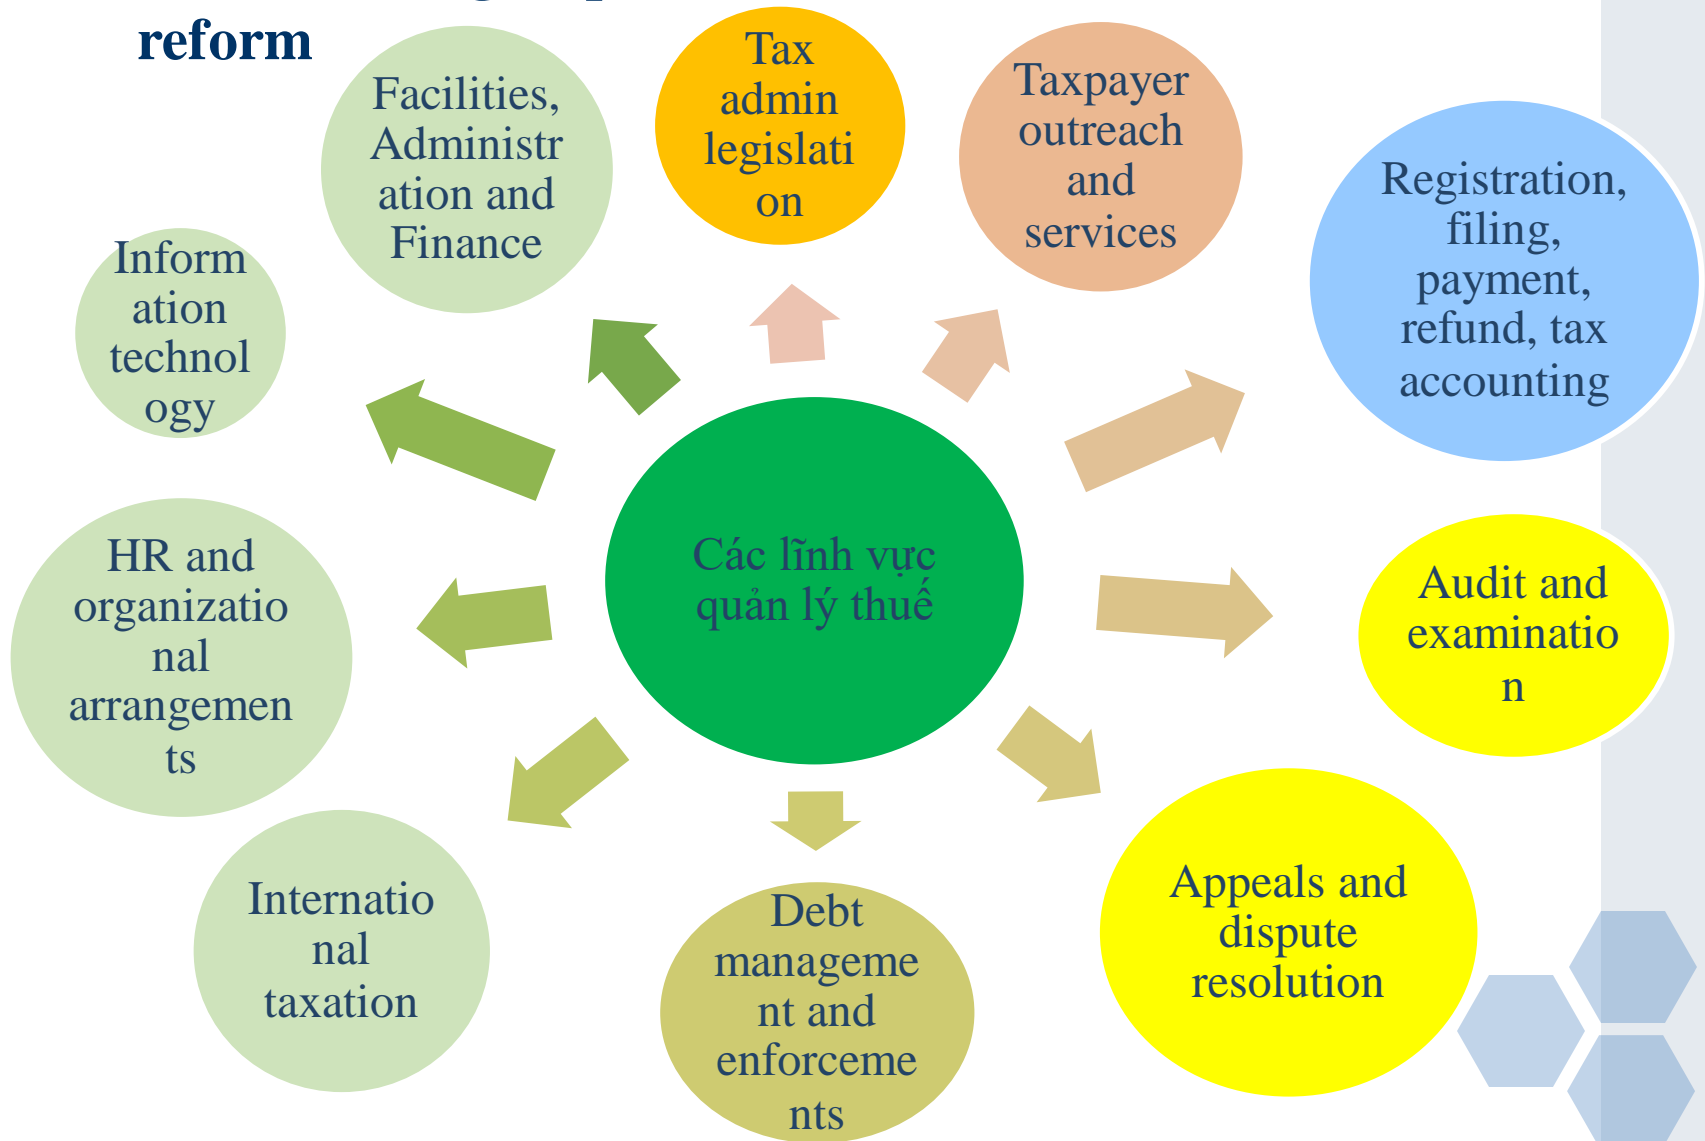 reform
Tax
admin
legislati
on
Taxpayer
outreach
and
services
Registration,
filing,
payment,
refund, tax
accounting
Audit and
examinatio
n
Appeals and
dispute
resolution
Debt
manageme
nt and
enforceme
nts
Internatio
nal
taxation
HR and
organizatio
nal
arrangemen
ts
Inform
ation
technol
ogy
Facilities,
Administr
ation and
Finance
Các lĩnh vực
quản lý thuế